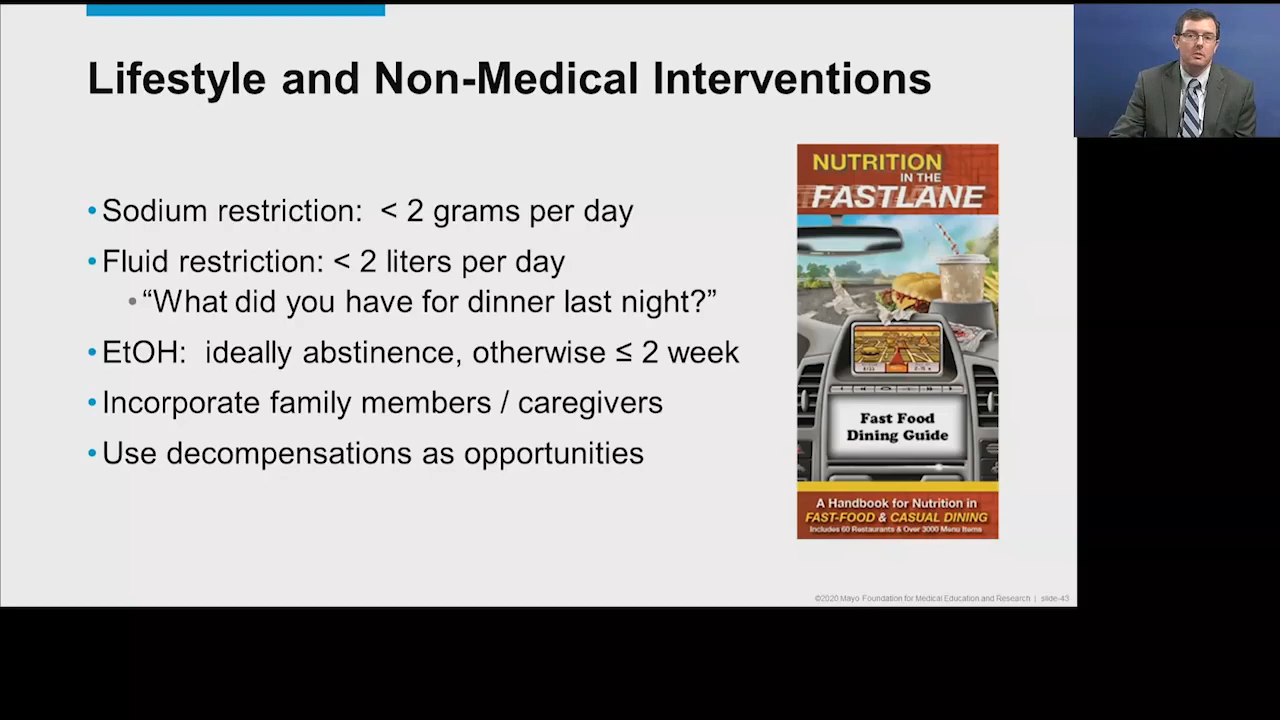 Lifestyle and Non-Medical Interventions
•Sodium restriction:  < 2 grams per day
•Fluid restriction: < 2 liters per day
•“What did you have for dinner last night?”
•EtOH:  ideally abstinence, otherwise ≤ 2 week
•Incorporate family members / caregivers
•Use decompensations as opportunities
NUTRITION
IN THE
FASTLANE
Fast Food
Dining Guide
A Handbook for Nutrition in
FAST-FOOD & CASUAL DINING
Includes 60 Restaurants & Over 3000 Menu Items
©2020 Mayo Foundation for Medical Education and Research | slide-43